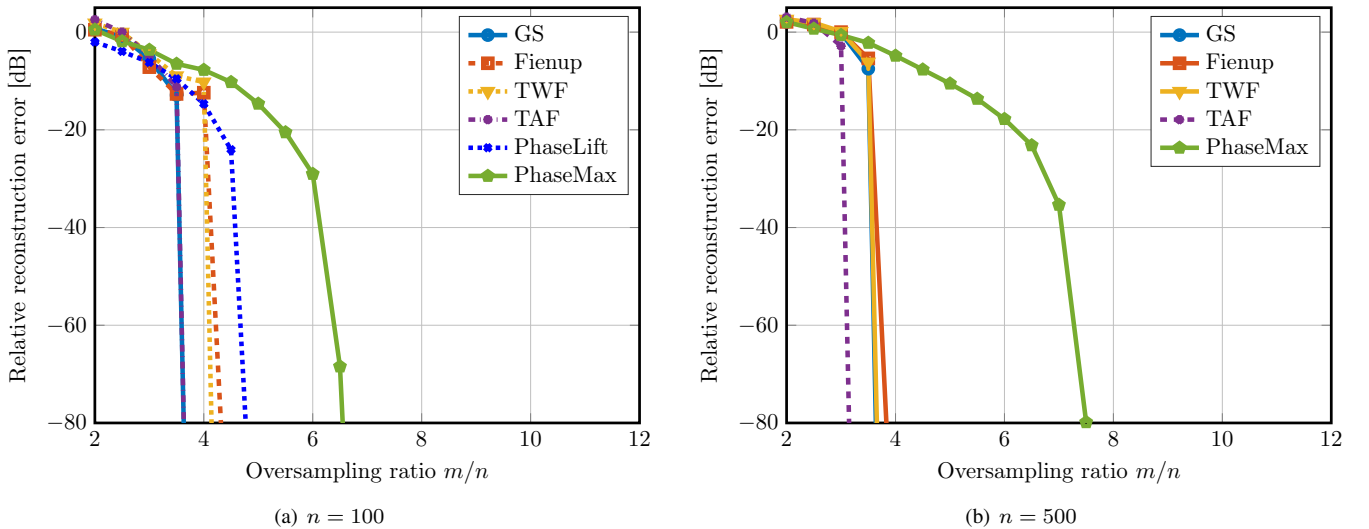 0
−20
−40
−60
−80
2
4
6
8
10
12
Relative reconstruction error [dB]
Oversampling ratio m/n
GS
Fienup
TWF
TAF
PhaseLift
PhaseMax
(a) n = 100
0
−20
−40
−60
−80
2
4
6
8
10
12
Relative reconstruction error [dB]
Oversampling ratio m/n
GS
Fienup
TWF
TAF
PhaseMax
(b) n = 500